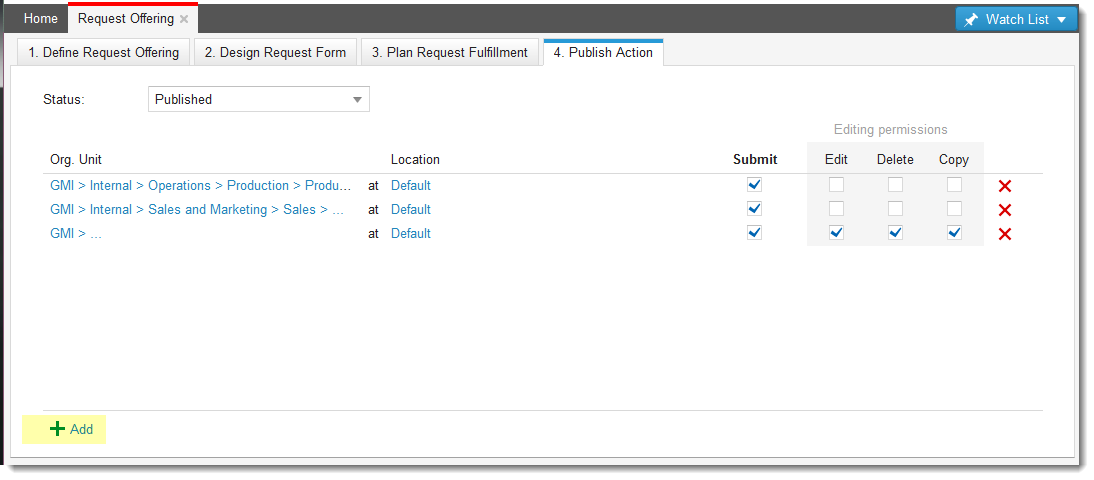 Home Request Offering Watch List
1. Define Request Offering 2. Design Request Form 3. Plan Request Fulfillment 4. Publish Action
Status: Published
Editing permissions
Org. Unit Location Submit Edit Delete Copy
GMI > Internal > Operations > Production > Produ... at Default
GMI > Internal > Sales and Marketing > Sales > ... at Default
GMI > ... at Default
Add